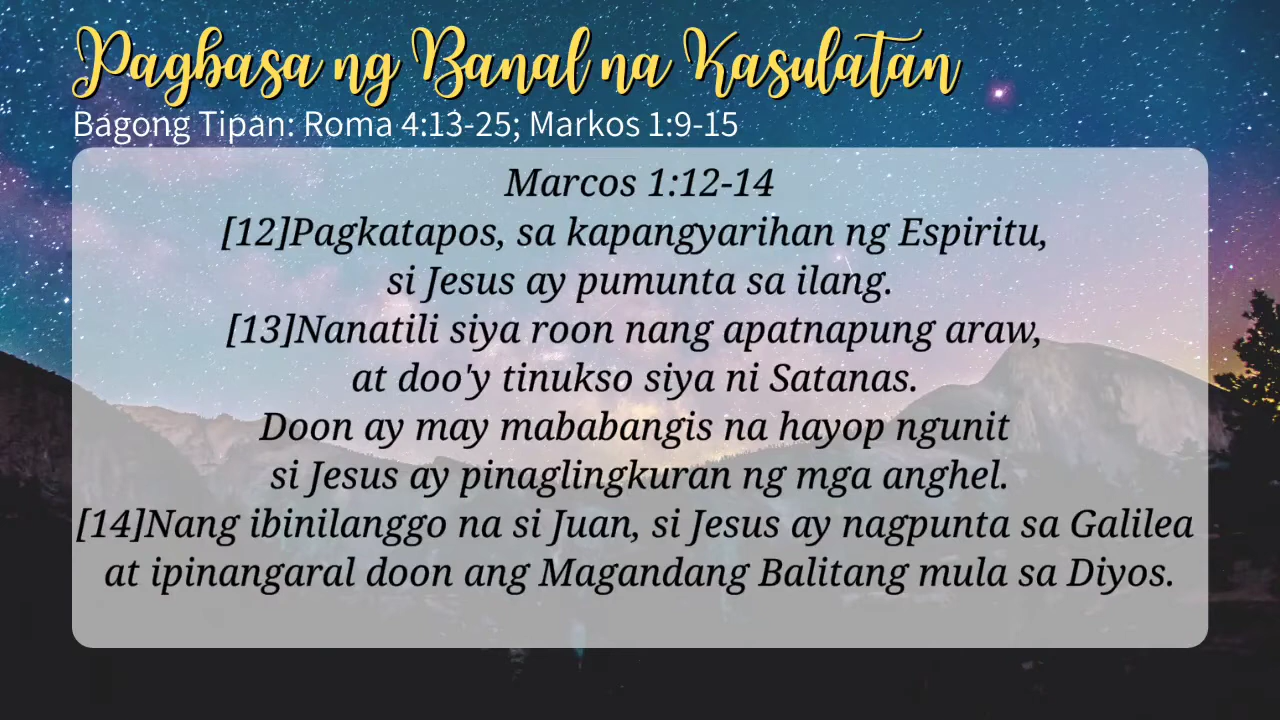 Pagbasa ng Banal na Kasulatan
Bagong Tipan: Roma 4:13-25; Markos 1:9-15
Marcos 1:12-14
[12]Pagkatapos, sa kapangyarihan ng Espiritu,
si Jesus ay pumunta sa ilang.
[13]Nanatili siya roon nang apatnapung araw,
at doo'y tinukso siya ni Satanas.
Doon ay may mababangis na hayop ngunit
si Jesus ay pinaglingkuran ng mga anghel.
[14]Nang ibinilanggo na si Juan, si Jesus ay nagpunta sa Galilea
at ipinangaral doon ang Magandang Balitang mula sa Diyos.